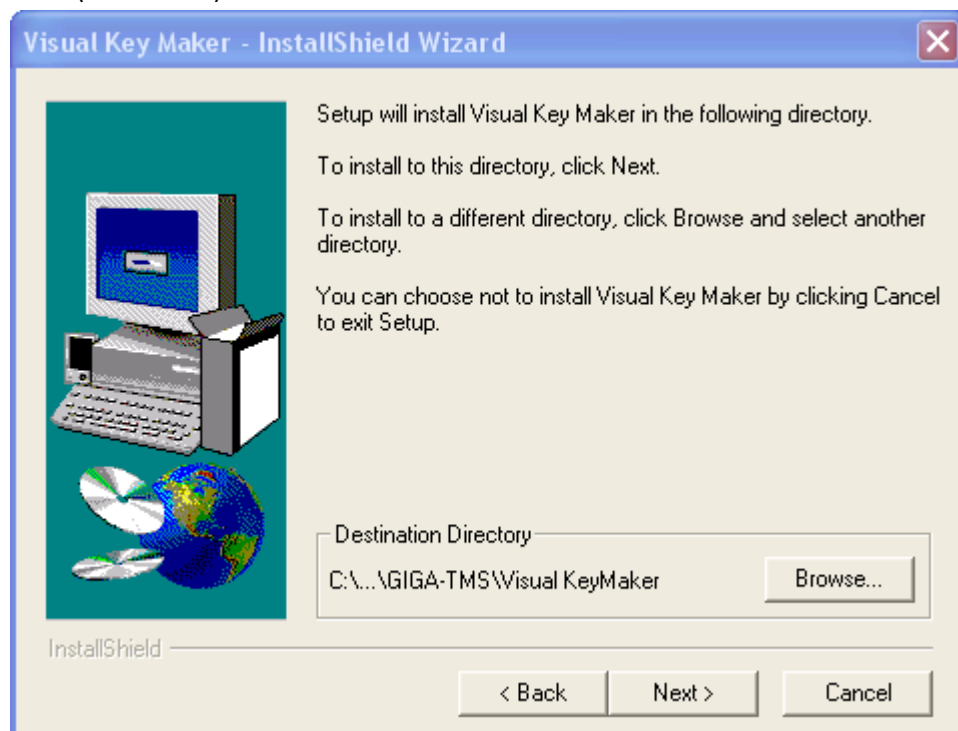 Visual Key Maker - InstallShield Wizard
Setup will install Visual Key Maker in the following directory.
To install to this directory, click Next.
To install to a different directory, click Browse and select another
directory.
You can choose not to install Visual Key Maker by clicking Cancel
to exit Setup.
Destination Directory
C:\...\GIGA-TMS\Visual KeyMaker
Browse...
InstallShield
< Back
Next >
Cancel